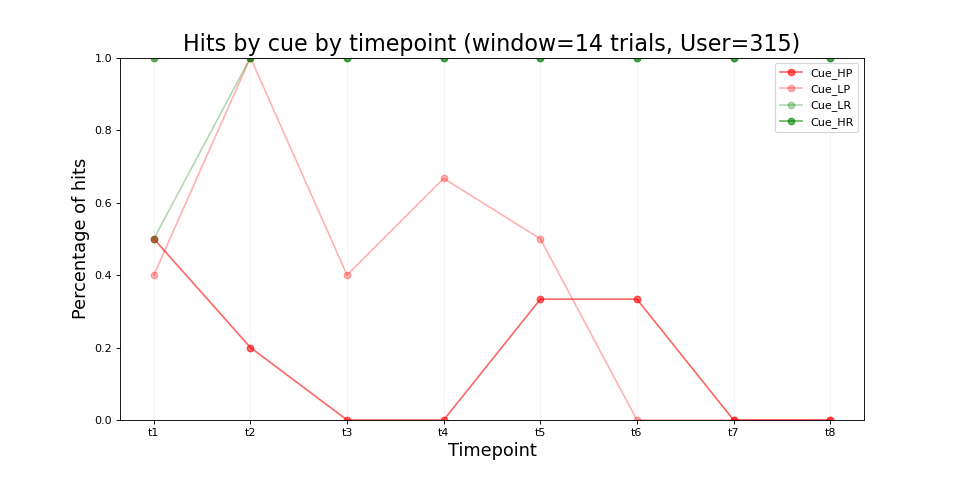 Hits by cue by timepoint (window=14 trials, User=315)
Percentage of hits
1.0
0.8
0.6
0.4
0.2
0.0
Cue_HP
Cue_LP
Cue_LR
Cue_HR
t1 t2 t3 t4 t5 t6 t7 t8
Timepoint